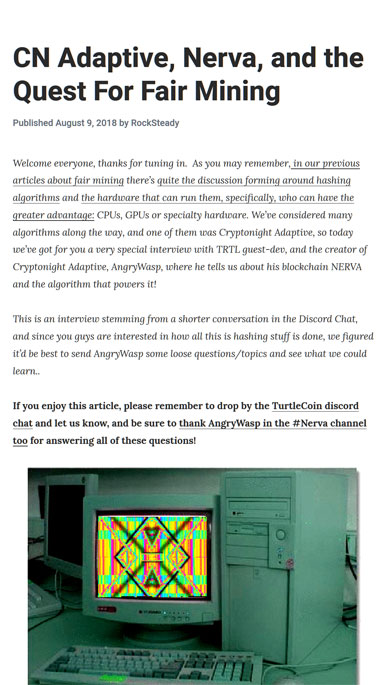 CN Adaptive, Nerva, and the
Quest For Fair Mining
Published August 9, 2018 by RockSteady
Welcome everyone, thanks for tuning in.  As you may remember, in our previous
articles about fair mining there's quite the discussion forming around hashing
algorithms and the hardware that can run them, specifically, who can have the
greater advantage: CPUs, GPUs or specialty hardware. We've considered many
algorithms along the way, and one of them was Cryptonight Adaptive, so today
we've got for you a very special interview with TRTL guest-dev, and the creator of
Cryptonight Adaptive, AngryWasp, where he tells us about his blockchain NERVA
and the algorithm that powers it!
This is an interview stemming from a shorter conversation in the Discord Chat,
and since you guys are interested in how all this is hashing stuff is done, we figured
it'd be best to send AngryWasp some loose questions/topics and see what we could
learn..
If you enjoy this article, please remember to drop by the TurtleCoin discord
chat and let us know, and be sure to thank AngryWasp in the #Nerva channel
too for answering all of these questions!